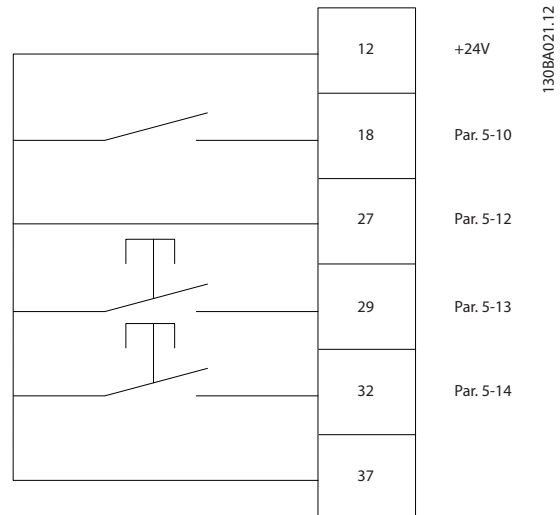 12 +24V
18 Par. 5-10
27 Par. 5-12
29 Par. 5-13
32 Par. 5-14
37
130BA021.12